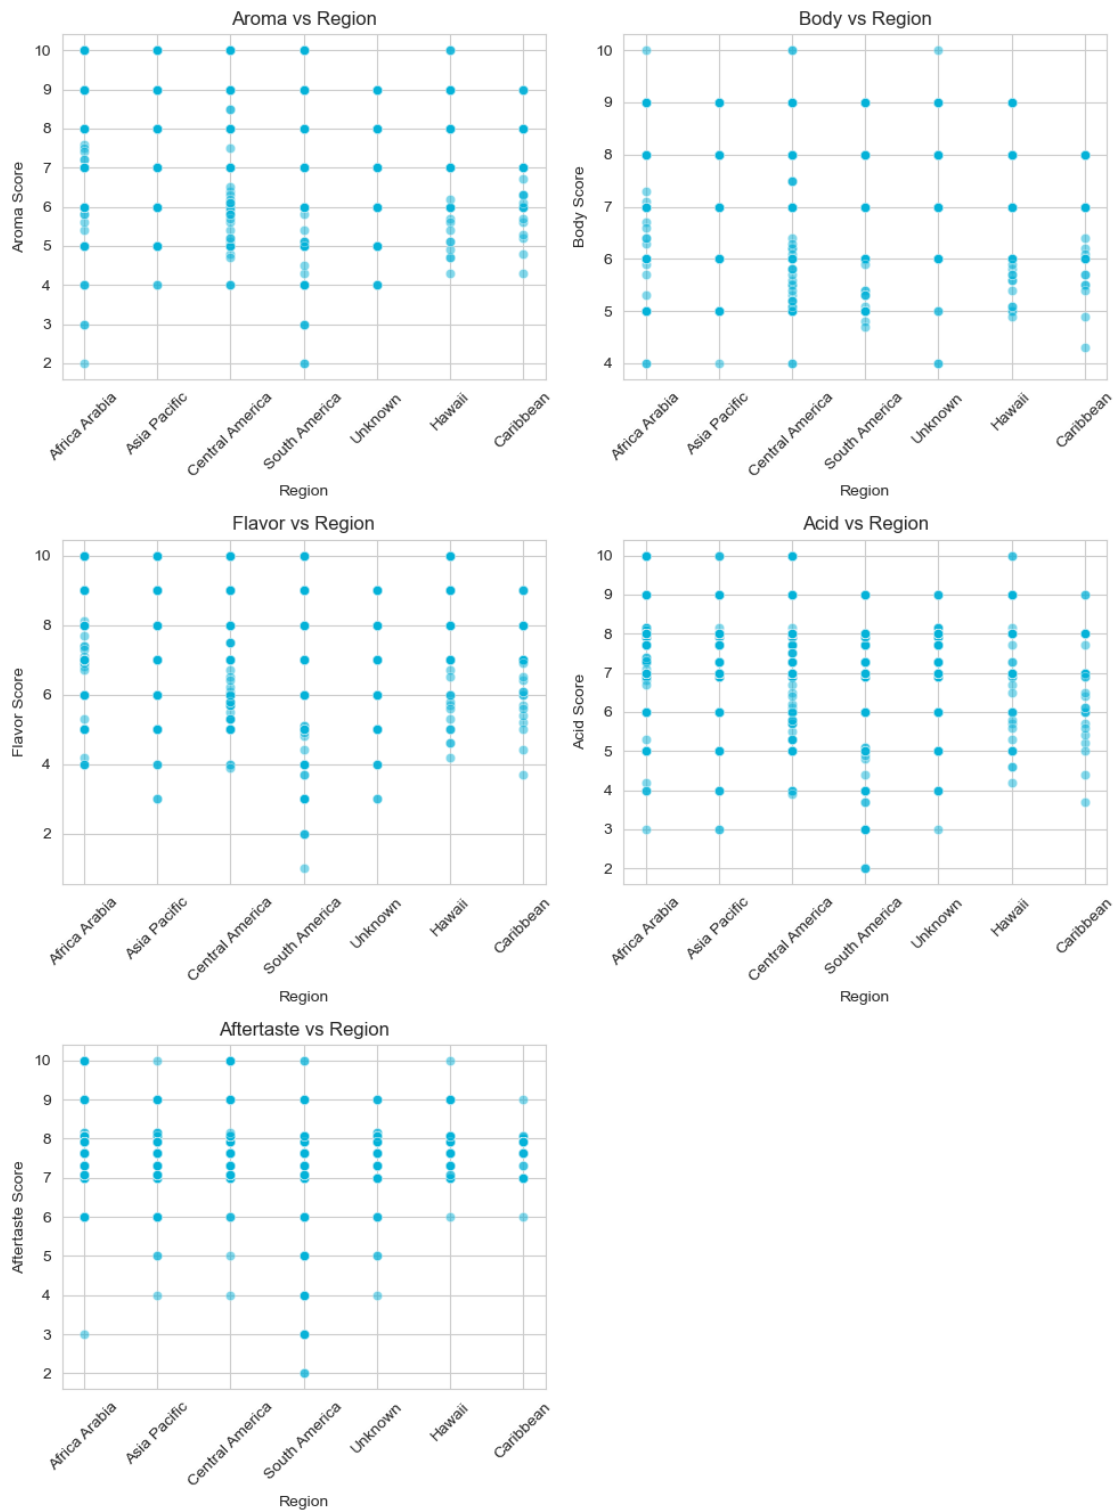 Aroma vs Region
Aroma Score
10
9
8
7
6
5
4
3
2
Africa Arabia
Asia Pacific
Central America
South America
Unknown
Hawaii
Caribbean
Region
Body vs Region
Body Score
10
9
8
7
6
5
4
Africa Arabia
Asia Pacific
Central America
South America
Unknown
Hawaii
Caribbean
Region
Flavor vs Region
Flavor Score
10
8
6
4
2
Africa Arabia
Asia Pacific
Central America
South America
Unknown
Hawaii
Caribbean
Region
Acid vs Region
Acid Score
10
9
8
7
6
5
4
3
2
Africa Arabia
Asia Pacific
Central America
South America
Unknown
Hawaii
Caribbean
Region
Aftertaste vs Region
Aftertaste Score
10
9
8
7
6
5
4
3
2
Africa Arabia
Asia Pacific
Central America
South America
Unknown
Hawaii
Caribbean
Region